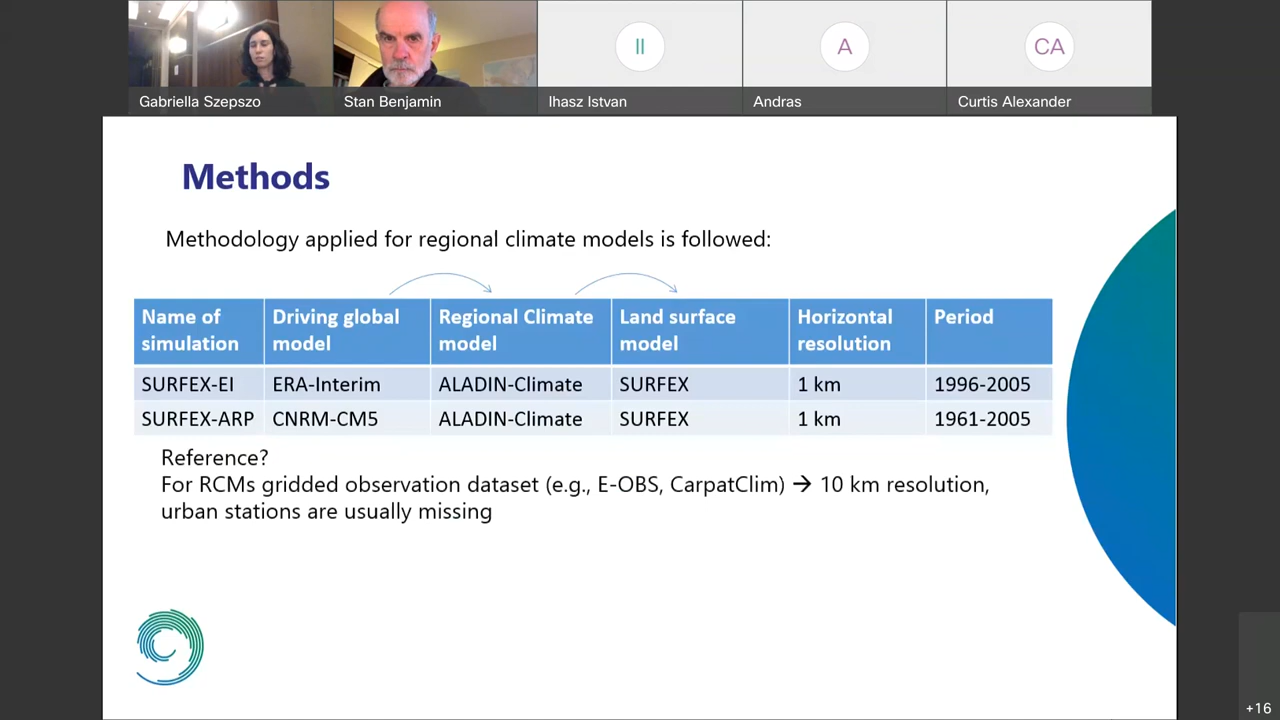 II
A
CA
Gabriella Szepszo
Stan Benjamin
Ihasz Istvan
Andras
Curtis Alexander
Methods
Methodology applied for regional climate models is followed:
Name of simulation
Driving global model
Regional Climate model
Land surface model
Horizontal resolution
Period
SURFEX-EI ERA-Interim ALADIN-Climate SURFEX 1 km 1996-2005
SURFEX-ARP CNRM-CM5 ALADIN-Climate SURFEX 1 km 1961-2005
Reference?
For RCMs gridded observation dataset (e.g., E-OBS, CarpatClim) → 10 km resolution,
urban stations are usually missing
+16